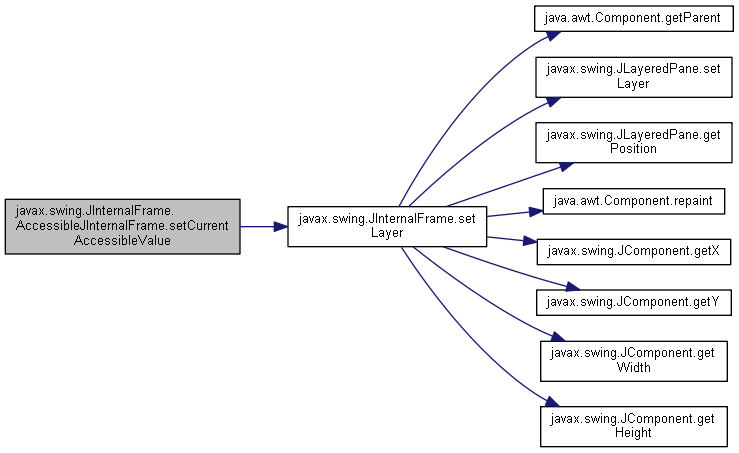 javax.swing.JInternalFrame.
AccessibleJInternalFrame.setCurrent
AccessibleValue
javax.swing.JInternalFrame.set
Layer
java.awt.Component.getParent
javax.swing.JLayeredPane.set
Layer
javax.swing.JLayeredPane.get
Position
java.awt.Component.repaint
javax.swing.JComponent.getX
javax.swing.JComponent.getY
javax.swing.JComponent.get
Width
javax.swing.JComponent.get
Height